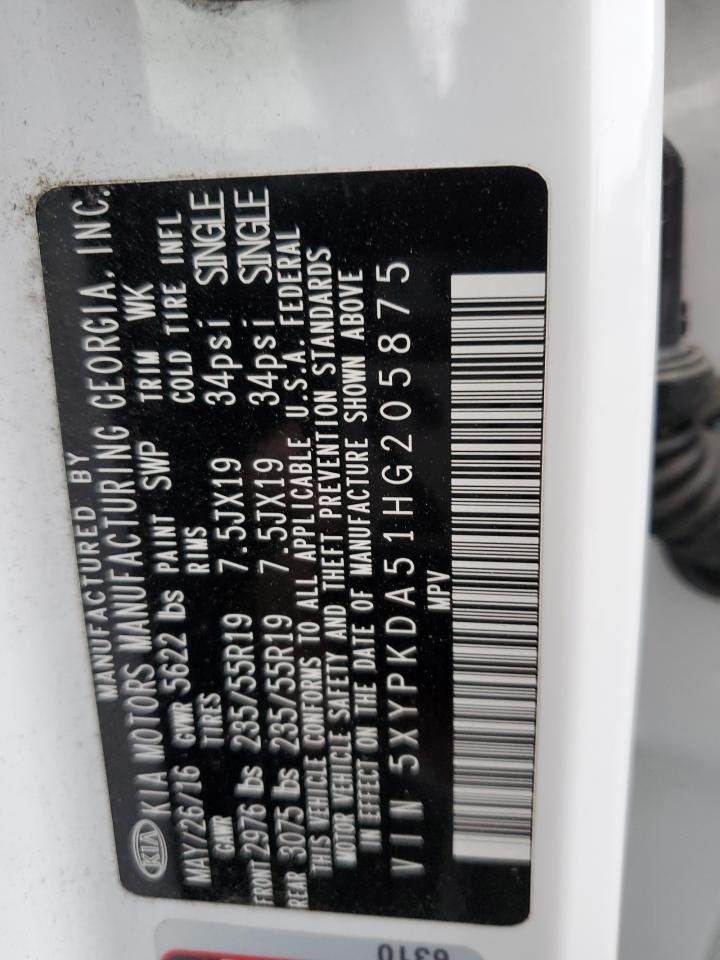 MANUFACTURED BY
KIA KIA MOTORS MANUFACTURING GEORGIA, INC.
MAY/26/16 GVWR 5622 lbs PAINT SWP TRIM WK
GAWR TIRES RIMS COLD TIRE INFL
FRONT 2976 lbs 235/55R19 7.5JX19 34psi SINGLE
REAR 3075 lbs 235/55R19 7.5JX19 34psi SINGLE
THIS VEHICLE CONFORMS TO ALL APPLICABLE U.S.A. FEDERAL
MOTOR VEHICLE SAFETY AND THEFT PREVENTION STANDARDS
IN EFFECT ON THE DATE OF MANUFACTURE SHOWN ABOVE
VIN 5XYPKDA51HG205875
MPV
6310